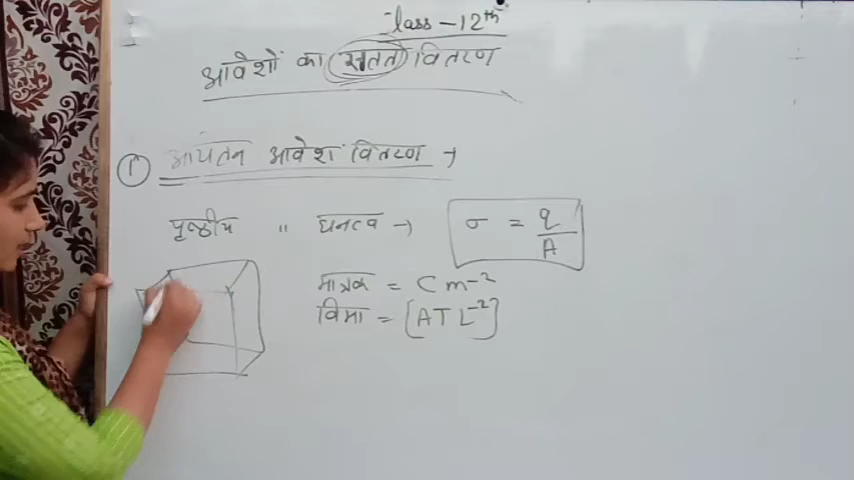 Class - 12th
आवेशों का सतत वितरण
① आयतन आवेश वितरण →
पृष्ठीय " घनत्व → σ = q/A
मात्रक = C m⁻²
विमा = [A T L⁻²]